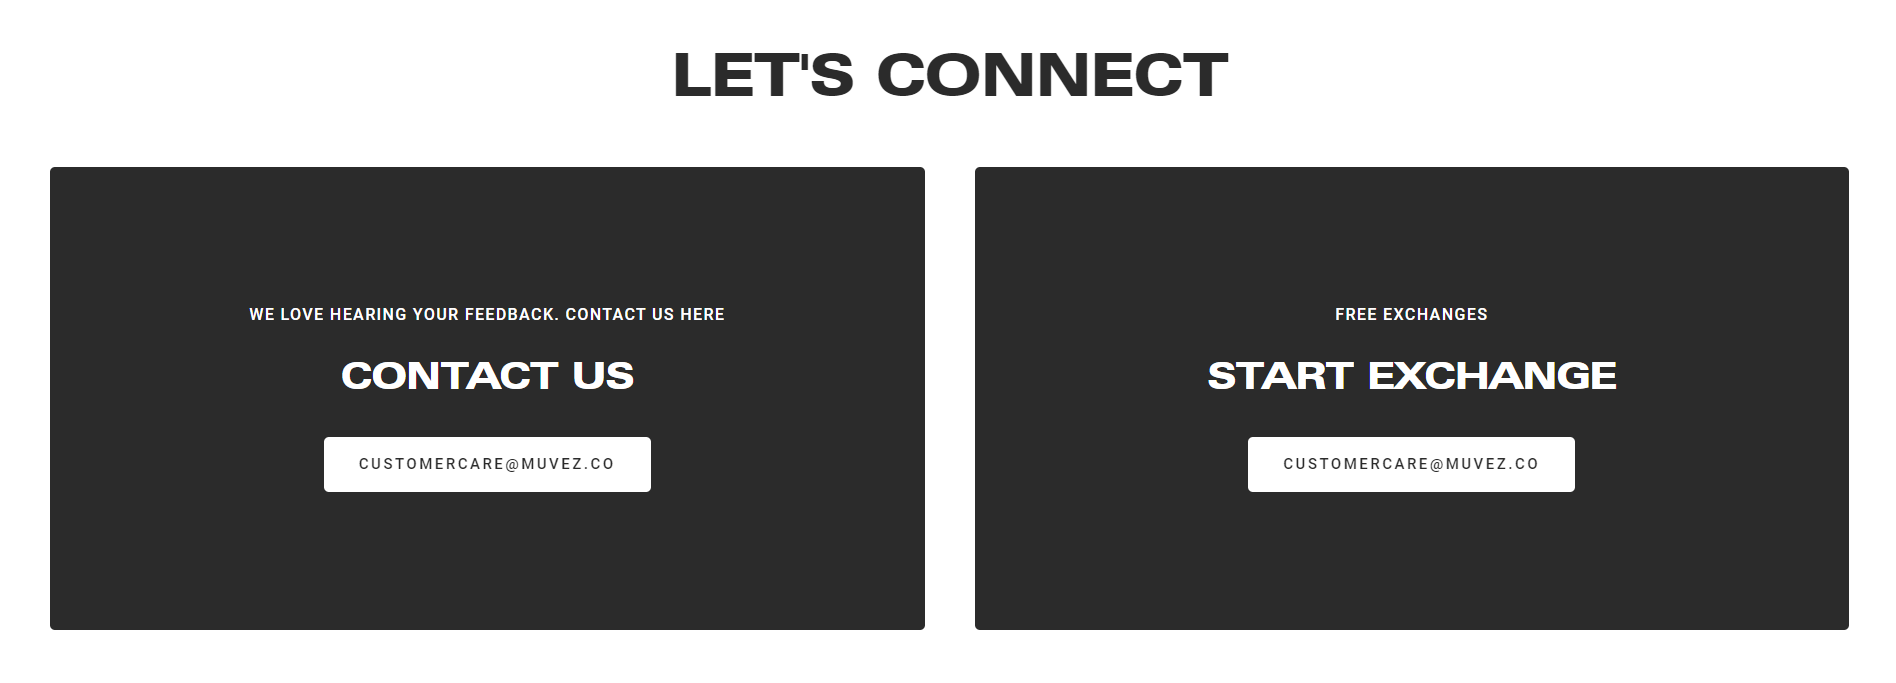 LET'S CONNECT
WE LOVE HEARING YOUR FEEDBACK. CONTACT US HERE
CONTACT US
CUSTOMERCARE@MUVEZ.CO
FREE EXCHANGES
START EXCHANGE
CUSTOMERCARE@MUVEZ.CO